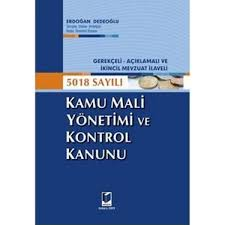 ERDOĞAN DEDEOĞLU
GEREKÇELİ - AÇIKLAMALI VE
İKİNCİL MEVZUAT İLAVELİ
5018 SAYILI
KAMU MALİ
YÖNETİMİ VE
KONTROL
KANUNU